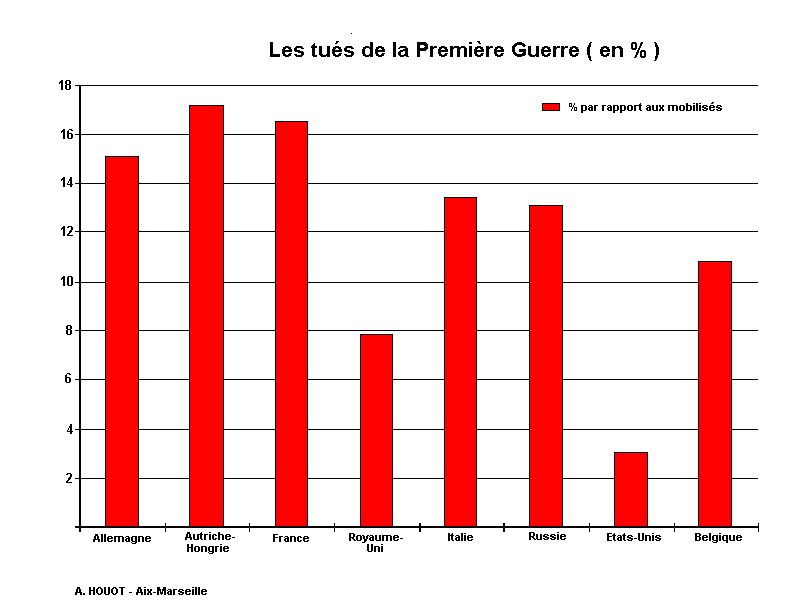 Les tués de la Première Guerre ( en % )
18
% par rapport aux mobilisés
16
14
12
10
8
6
4
2
Allemagne
Autriche-
Hongrie
France
Royaume-
Uni
Italie
Russie
Etats-Unis
Belgique
A. HOUOT - Aix-Marseille